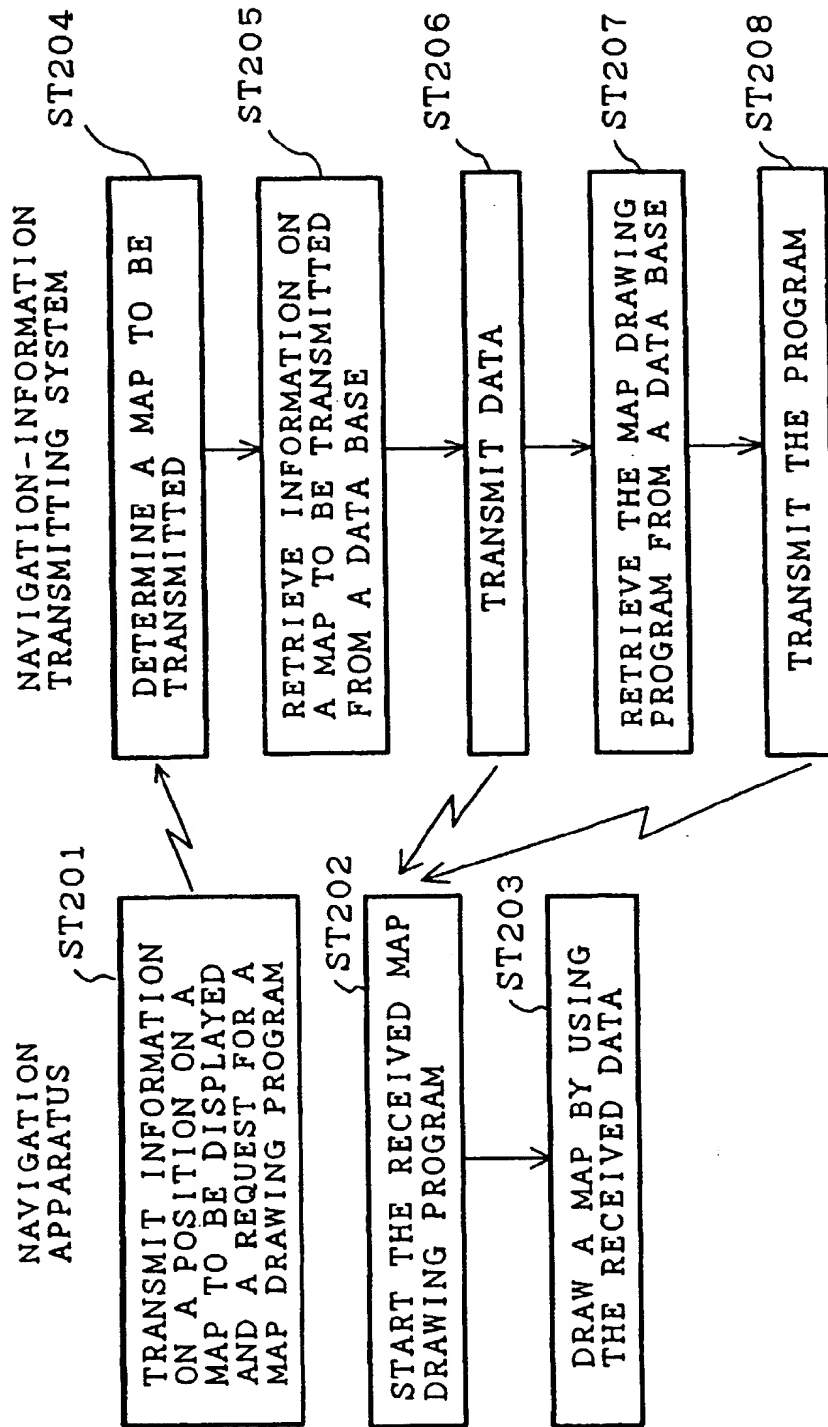 NAVIGATION
APPARATUS
ST201
TRANSMIT INFORMATION
ON A POSITION ON A
MAP TO BE DISPLAYED
AND A REQUEST FOR A
MAP DRAWING PROGRAM
ST202
START THE RECEIVED MAP
DRAWING PROGRAM
ST203
DRAW A MAP BY USING
THE RECEIVED DATA
NAVIGATION-INFORMATION
TRANSMITTING SYSTEM
ST204
DETERMINE A MAP TO BE
TRANSMITTED
ST205
RETRIEVE INFORMATION ON
A MAP TO BE TRANSMITTED
FROM A DATA BASE
ST206
TRANSMIT DATA
ST207
RETRIEVE THE MAP DRAWING
PROGRAM FROM A DATA BASE
ST208
TRANSMIT THE PROGRAM